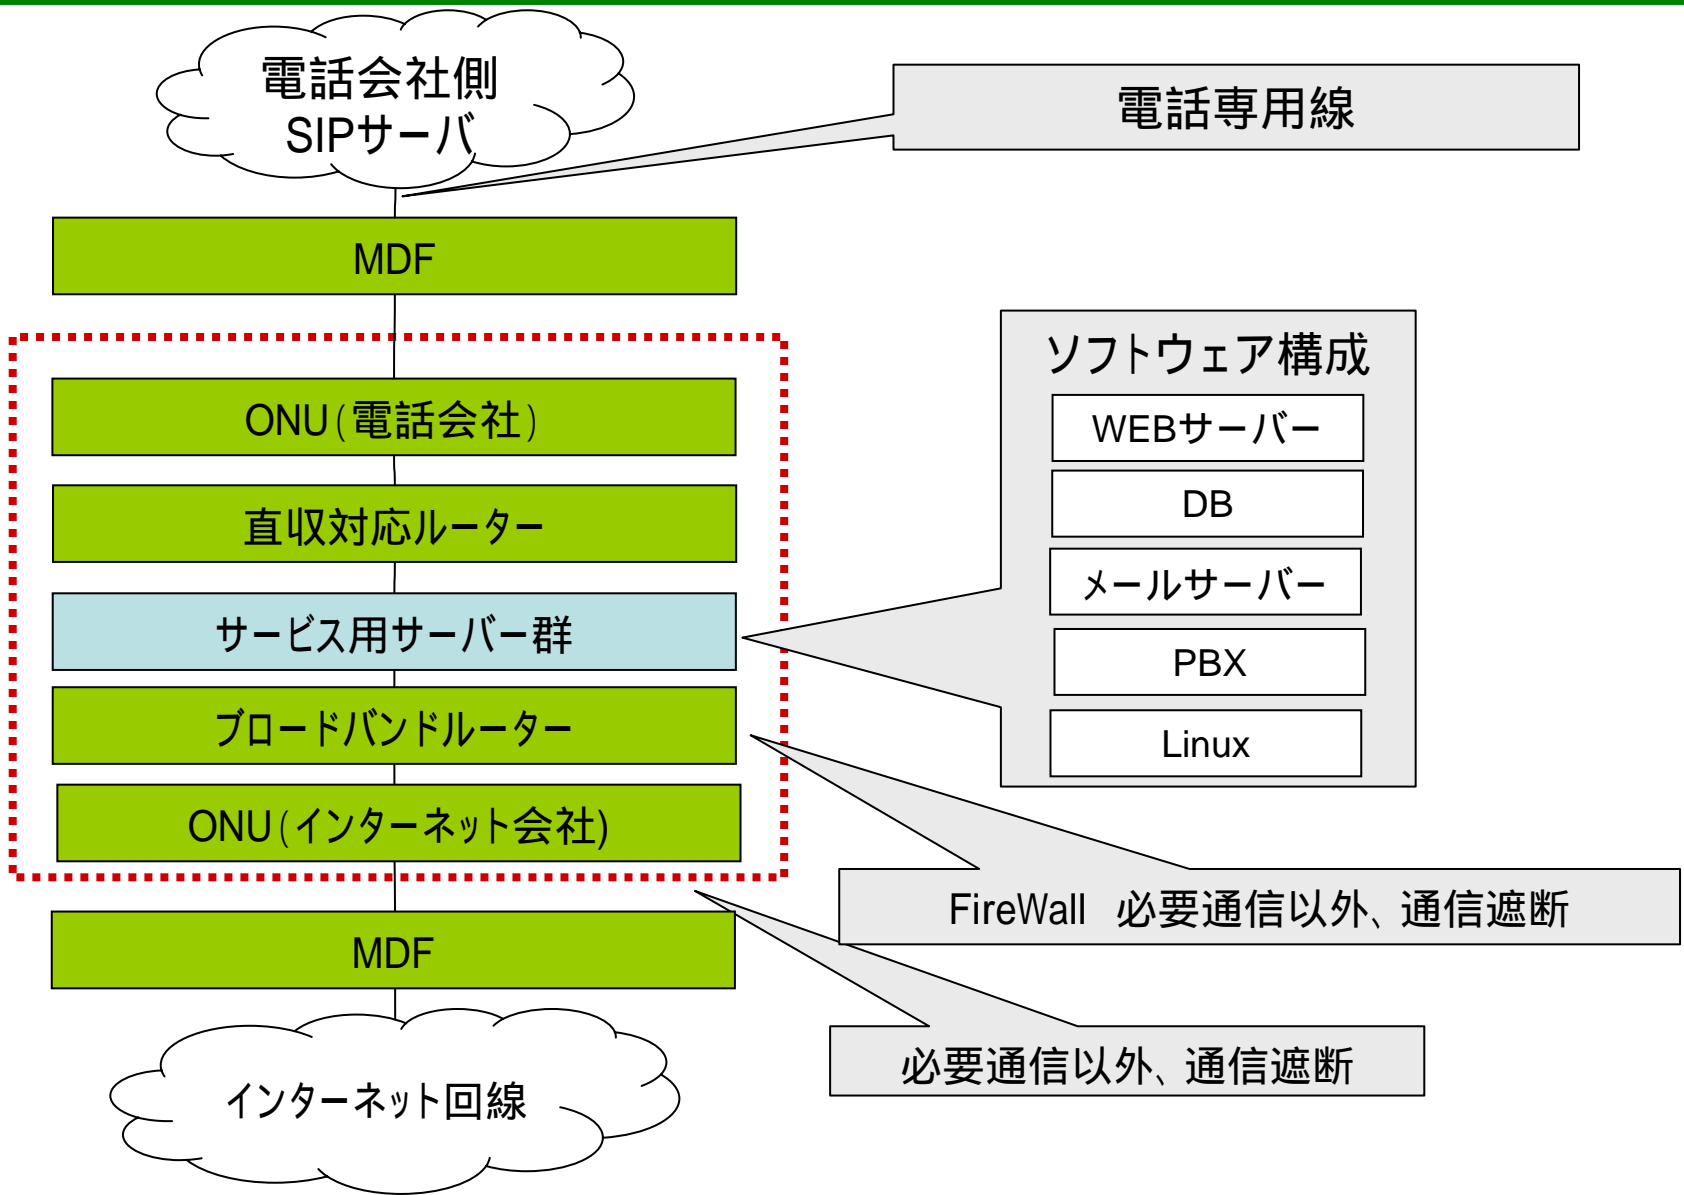 電話会社側
SIPサーバ
電話専用線
MDF
ONU(電話会社)
直収対応ルーター
サービス用サーバー群
ブロードバンドルーター
ONU(インターネット会社)
MDF
インターネット回線
ソフトウェア構成
WEBサーバー
DB
メールサーバー
PBX
Linux
FireWall 必要通信以外、通信遮断
必要通信以外、通信遮断